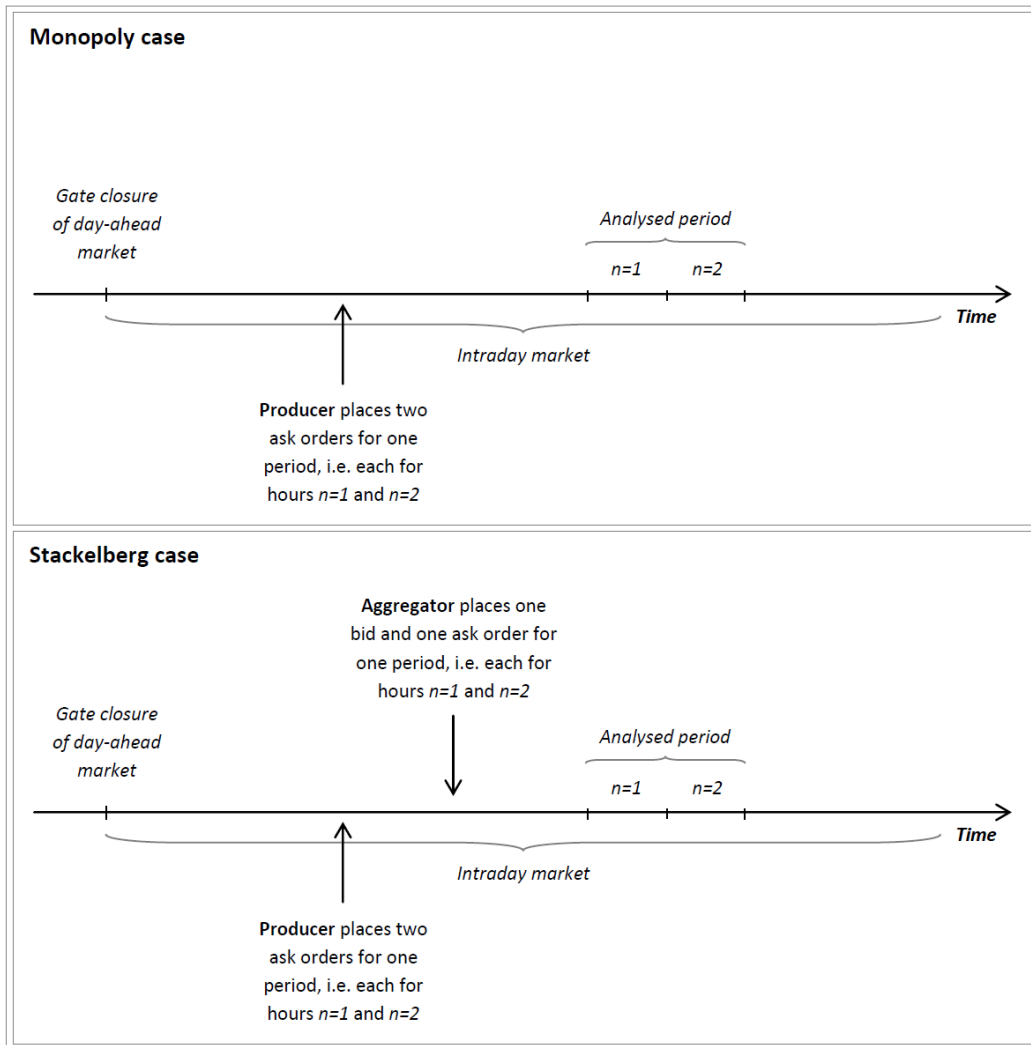 Monopoly case
Gate closure
of day-ahead
market
Analysed period
n=1
n=2
Time
Intraday market
Producer places two
ask orders for one
period, i.e. each for
hours n=1 and n=2
Stackelberg case
Aggregator places one
bid and one ask order for
one period, i.e. each for
hours n=1 and n=2
Gate closure
of day-ahead
market
Analysed period
n=1
n=2
Time
Intraday market
Producer places two
ask orders for one
period, i.e. each for
hours n=1 and n=2